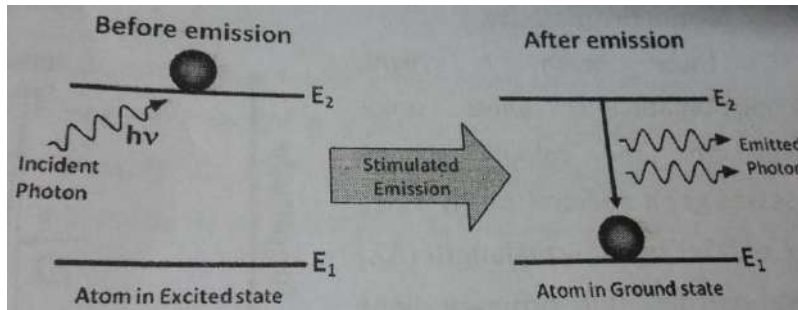 Before emission
E₂
hν
Incident
Photon
E₁
Atom in Excited state
Stimulated
Emission
After emission
E₂
Emitted
Photon
E₁
Atom in Ground state